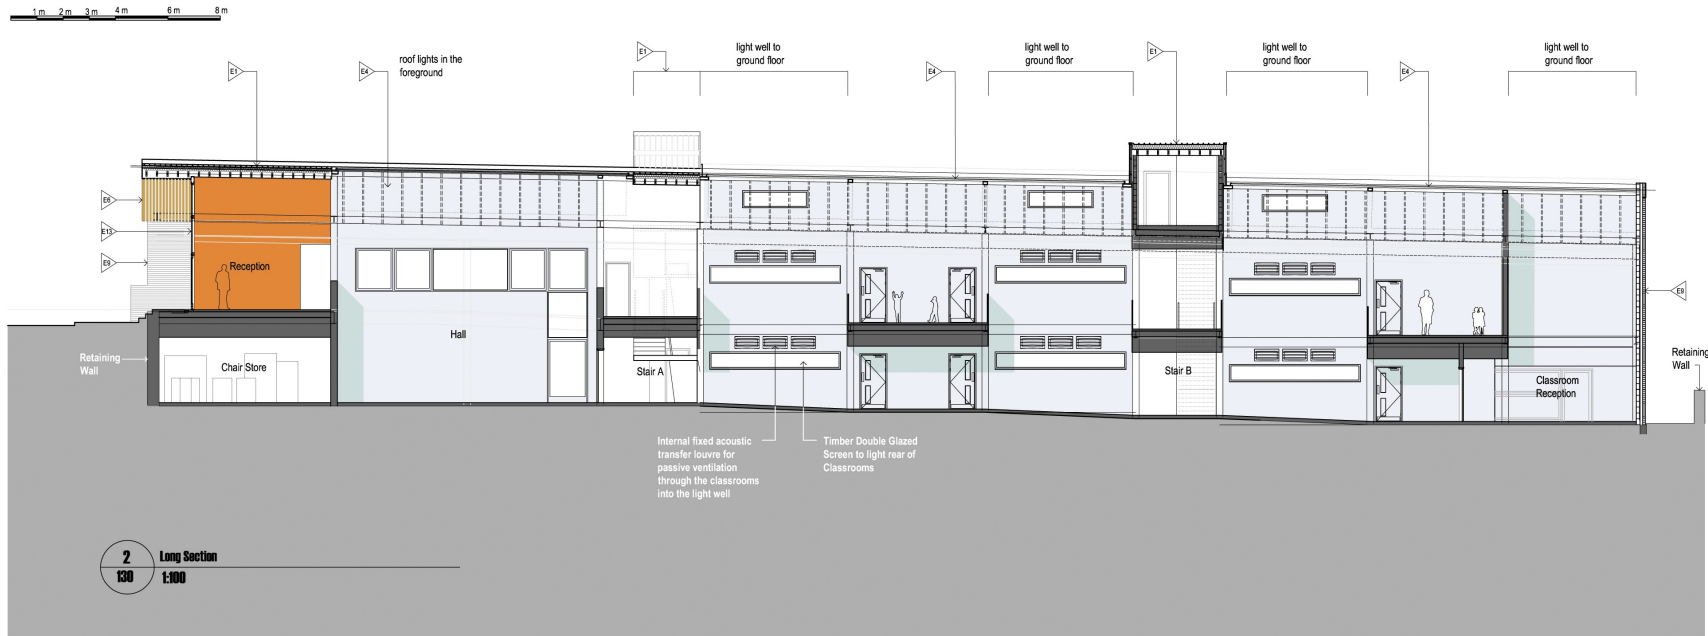 1 m 2 m 3 m 4 m 6 m 8 m
E1
E4
roof lights in the
foreground
E1
light well to
ground floor
E4
light well to
ground floor
E1
light well to
ground floor
E4
light well to
ground floor
E6
E13
E9
Reception
Hall
E9
Retaining
Wall
Chair Store
Stair A
Stair B
Classroom
Reception
Retaining
Wall
Internal fixed acoustic
transfer louvre for
passive ventilation
through the classrooms
into the light well
Timber Double Glazed
Screen to light rear of
Classrooms
2
130
Long Section
1:100